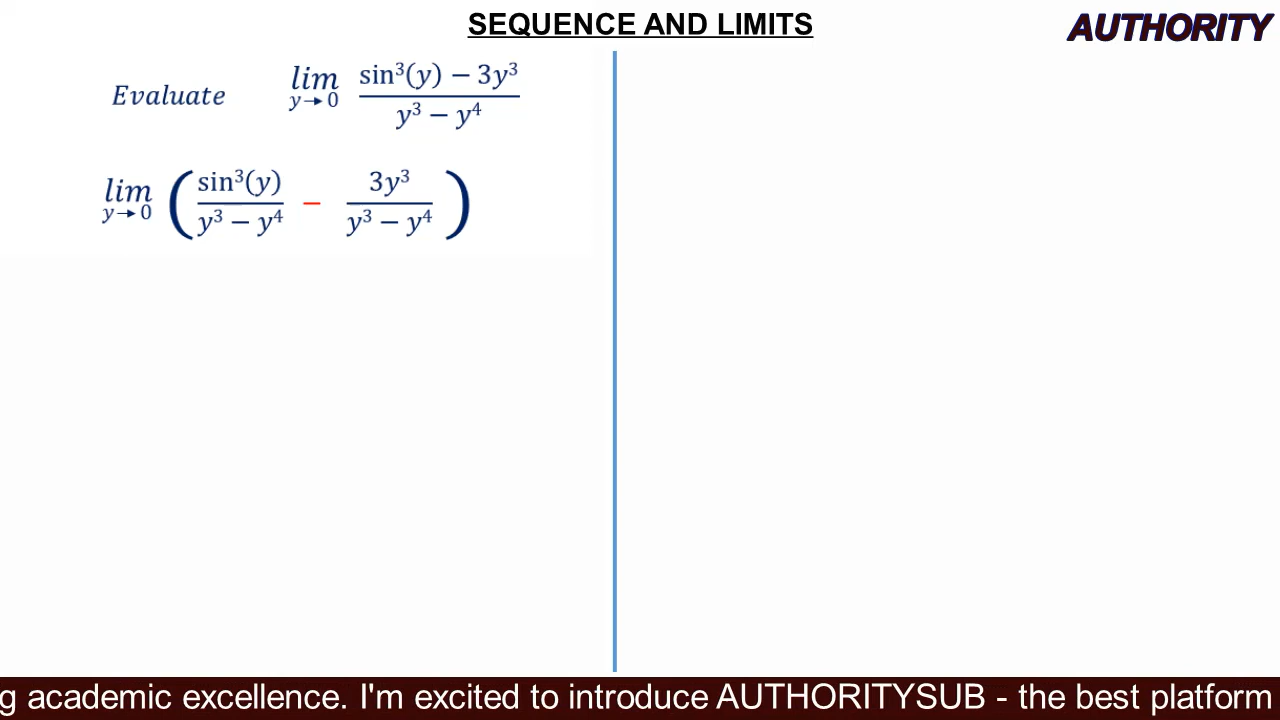 SEQUENCE AND LIMITS
AUTHORITY
Evaluate lim y→0 sin³(y) − 3y³ / y³ − y⁴
lim y→0 ( sin³(y) / y³ − y⁴ − 3y³ / y³ − y⁴ )
g academic excellence. I'm excited to introduce AUTHORITYSUB - the best platform